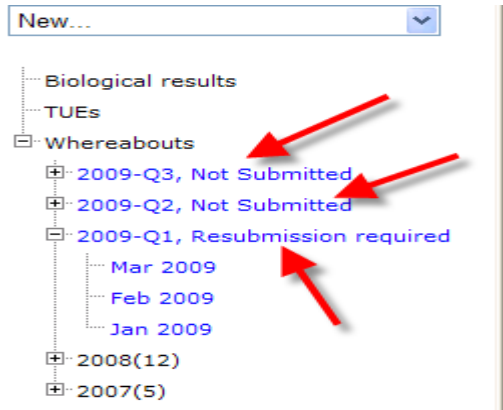 New...
Biological results
TUEs
Whereabouts
2009-Q3, Not Submitted
2009-Q2, Not Submitted
2009-Q1, Resubmission required
Mar 2009
Feb 2009
Jan 2009
2008(12)
2007(5)